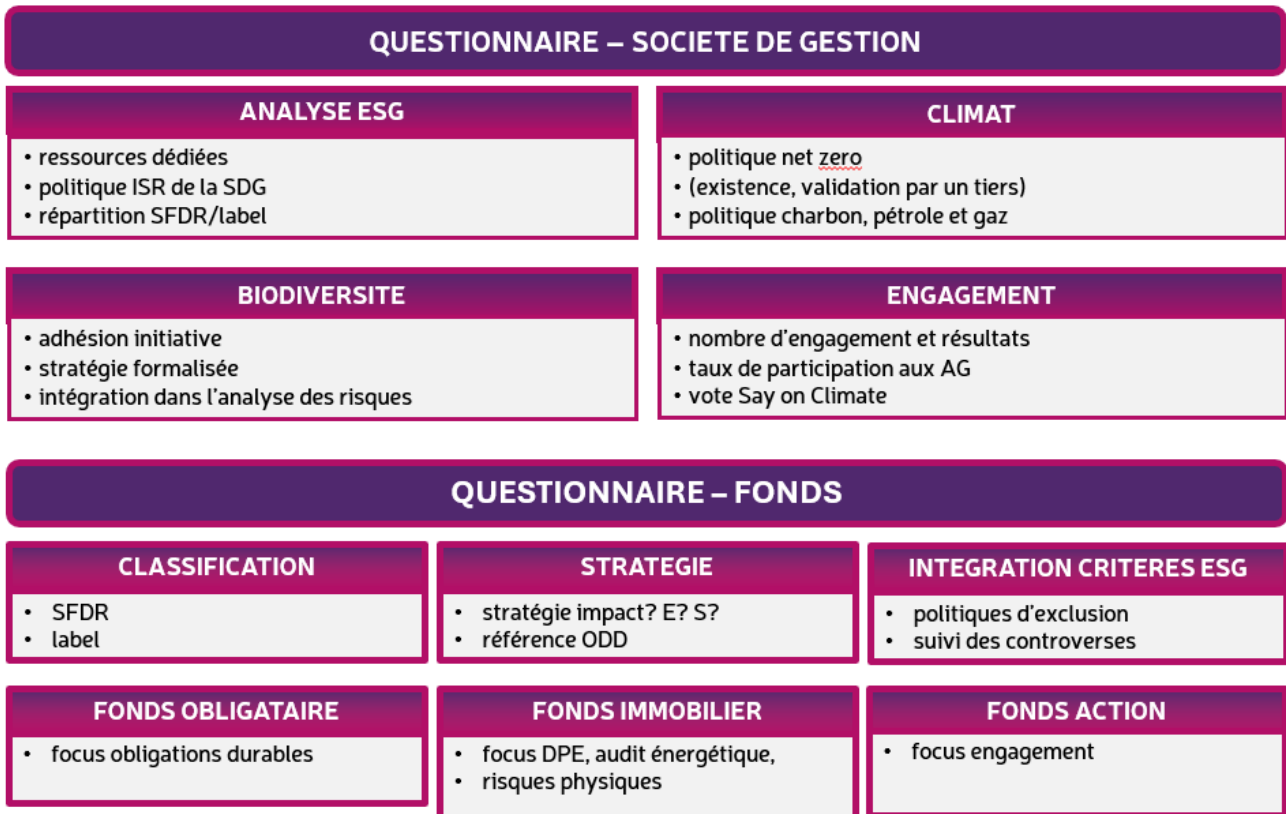 QUESTIONNAIRE – SOCIETE DE GESTION
ANALYSE ESG
• ressources dédiées
• politique ISR de la SDG
• répartition SFDR/label
CLIMAT
• politique net zero
• (existence, validation par un tiers)
• politique charbon, pétrole et gaz
BIODIVERSITE
• adhésion initiative
• stratégie formalisée
• intégration dans l'analyse des risques
ENGAGEMENT
• nombre d'engagement et résultats
• taux de participation aux AG
• vote Say on Climate
QUESTIONNAIRE – FONDS
CLASSIFICATION
• SFDR
• label
STRATEGIE
• stratégie impact? E? S?
• référence ODD
INTEGRATION CRITERES ESG
• politiques d'exclusion
• suivi des controverses
FONDS OBLIGATAIRE
• focus obligations durables
FONDS IMMOBILIER
• focus DPE, audit énergétique,
• risques physiques
FONDS ACTION
• focus engagement